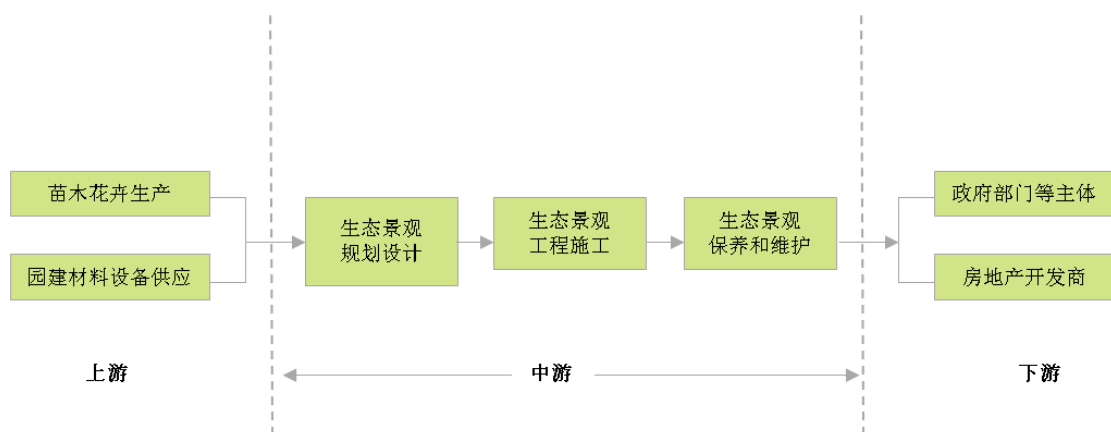 苗木花卉生产
园建材料设备供应
生态景观
规划设计
生态景观
工程施工
生态景观
保养和维护
政府部门等主体
房地产开发商
上游
中游
下游